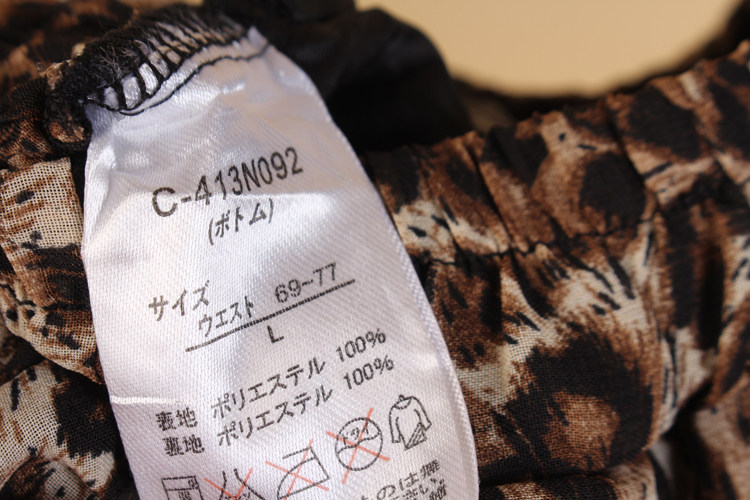 C-413N092
(ボトム)
サイズ
ウエスト 69-77
L
表地 ポリエステル 100%
裏地 ポリエステル 100%